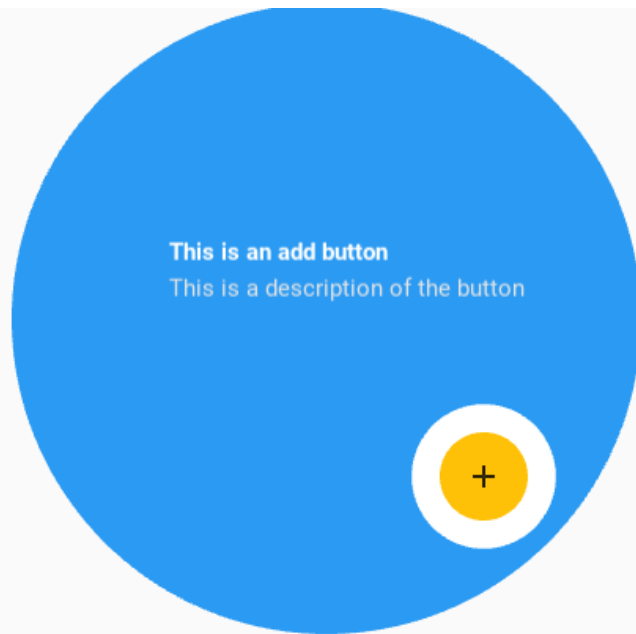 This is an add button
This is a description of the button
+